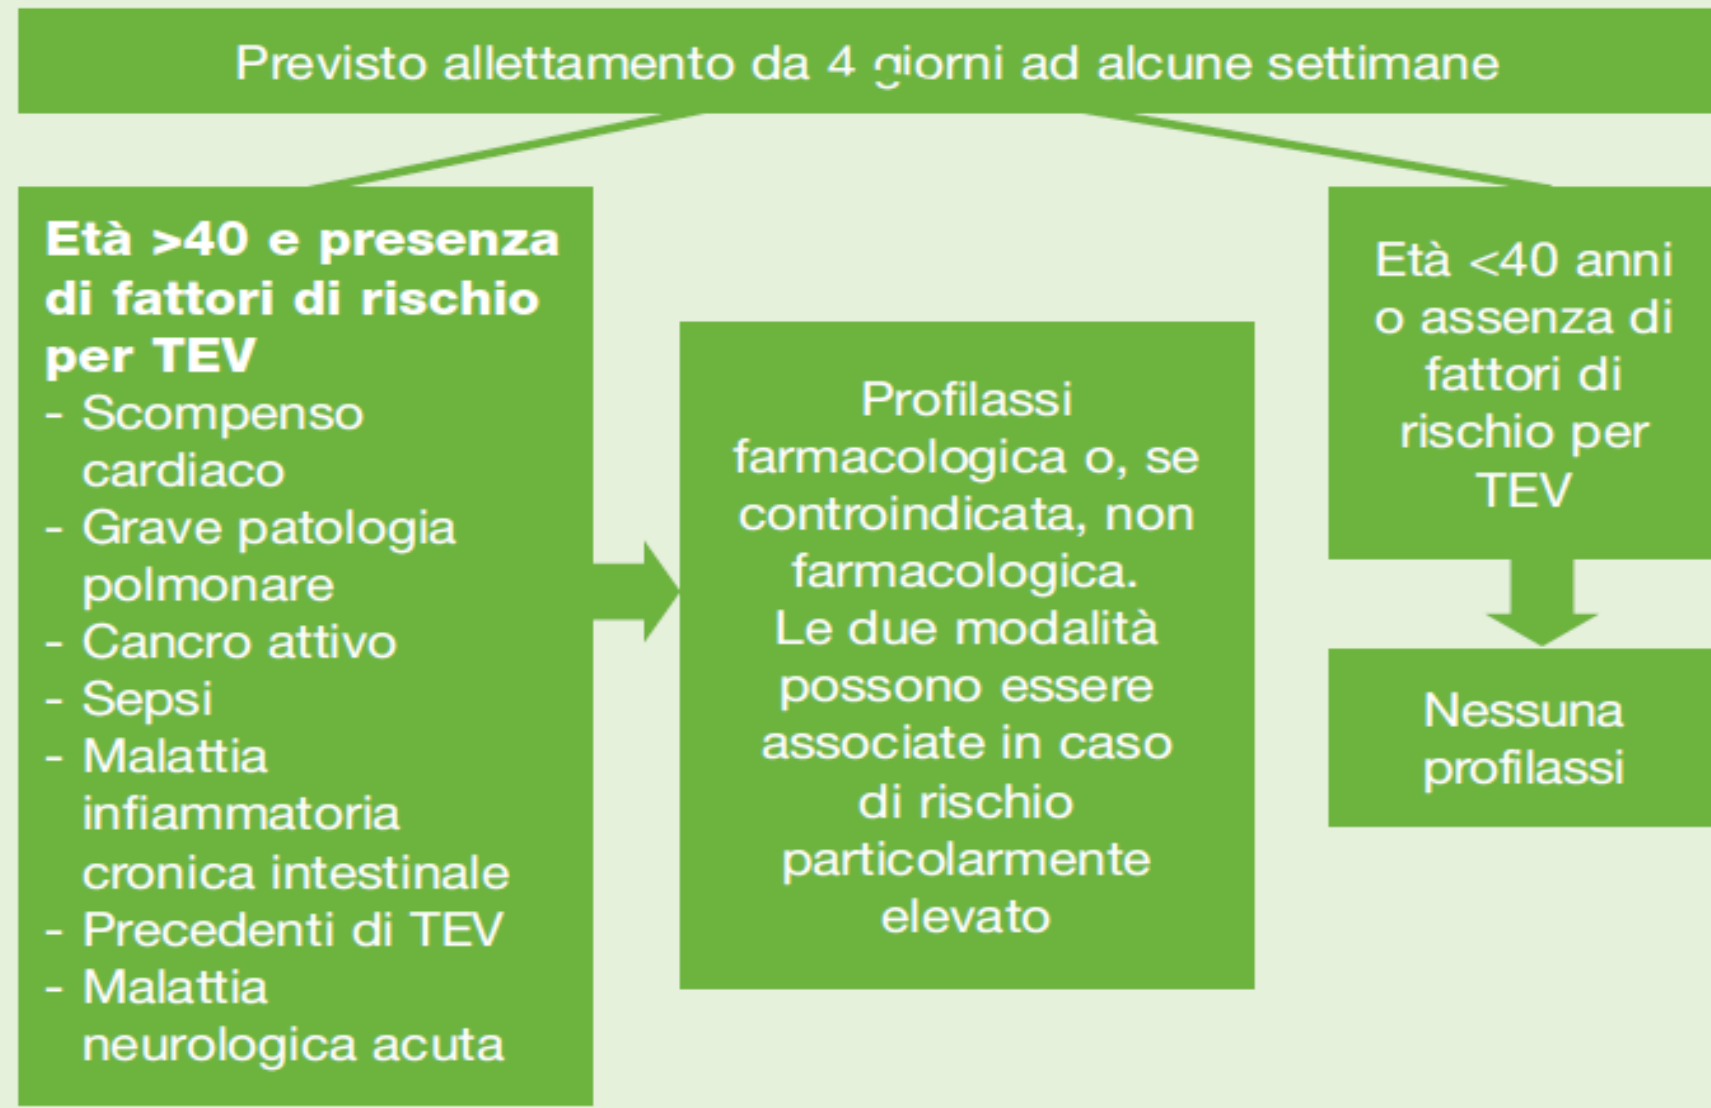 Previsto allettamento da 4 giorni ad alcune settimane
Età >40 e presenza
di fattori di rischio
per TEV
- Scompenso
cardiaco
- Grave patologia
polmonare
- Cancro attivo
- Sepsi
- Malattia
infiammatoria
cronica intestinale
- Precedenti di TEV
- Malattia
neurologica acuta
Profilassi
farmacologica o, se
controindicata, non
farmacologica.
Le due modalità
possono essere
associate in caso
di rischio
particolarmente
elevato
Età <40 anni
o assenza di
fattori di
rischio per
TEV
Nessuna
profilassi